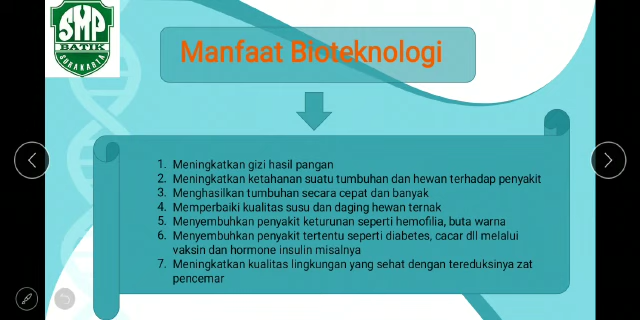 SMP
BATIK
SURAKARTA
Manfaat Bioteknologi
1. Meningkatkan gizi hasil pangan
2. Meningkatkan ketahanan suatu tumbuhan dan hewan terhadap penyakit
3. Menghasilkan tumbuhan secara cepat dan banyak
4. Memperbaiki kualitas susu dan daging hewan ternak
5. Menyembuhkan penyakit keturunan seperti hemofilia, buta warna
6. Menyembuhkan penyakit tertentu seperti diabetes, cacar dll melalui
vaksin dan hormone insulin misalnya
7. Meningkatkan kualitas lingkungan yang sehat dengan tereduksinya zat
pencemar